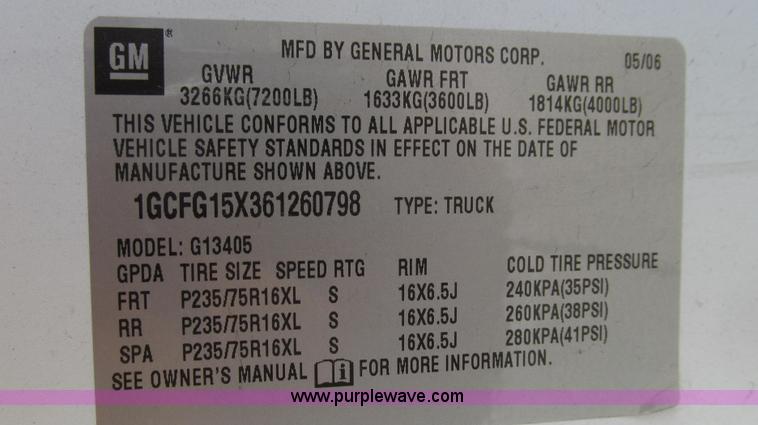 GM ® MFD BY GENERAL MOTORS CORP. 05/06
GVWR GAWR FRT GAWR RR
3266KG(7200LB) 1633KG(3600LB) 1814KG(4000LB)
THIS VEHICLE CONFORMS TO ALL APPLICABLE U.S. FEDERAL MOTOR
VEHICLE SAFETY STANDARDS IN EFFECT ON THE DATE OF
MANUFACTURE SHOWN ABOVE.
1GCFG15X361260798 TYPE: TRUCK
MODEL: G13405
GPDA TIRE SIZE SPEED RTG RIM COLD TIRE PRESSURE
FRT P235/75R16XL S 16X6.5J 240KPA(35PSI)
RR P235/75R16XL S 16X6.5J 260KPA(38PSI)
SPA P235/75R16XL S 16X6.5J 280KPA(41PSI)
SEE OWNER'S MANUAL i FOR MORE INFORMATION.
www.purplewave.com